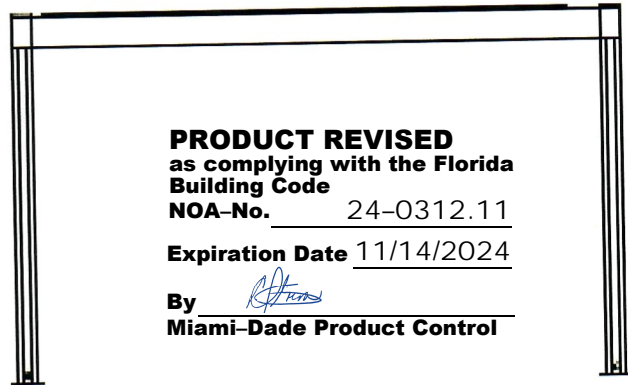 PRODUCT REVISED
as complying with the Florida
Building Code
NOA–No. 24–0312.11
Expiration Date 11/14/2024
By
Miami–Dade Product Control